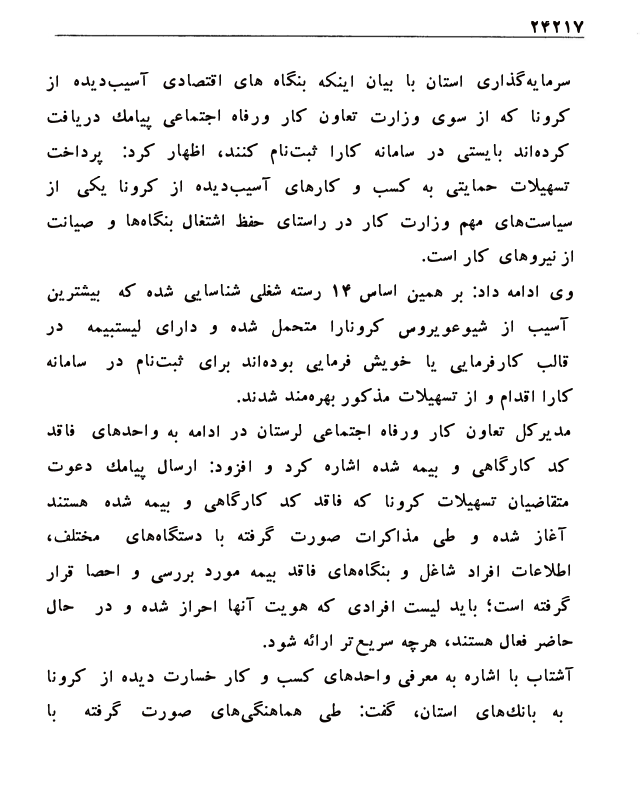 ۲۴۲۱۷
سرمایه‌گذاری استان با بیان اینکه بنگاه های اقتصادی آسیب‌دیده از
کرونا که از سوی وزارت تعاون کار ورفاه اجتماعی پیامك دریافت
کرده‌اند بایستی در سامانه کارا ثبت‌نام کنند، اظهار کرد: پرداخت
تسهیلات حمایتی به کسب و کارهای آسیب‌دیده از کرونا یکی از
سیاست‌های مهم وزارت کار در راستای حفظ اشتغال بنگاه‌ها و صیانت
از نیروهای کار است.
وی ادامه داد: بر همین اساس ۱۴ رسته شغلی شناسایی شده که بیشترین
آسیب از شیوعویروس کرونارا متحمل شده و دارای لیستبیمه در
قالب کارفرمایی یا خویش فرمایی بوده‌اند برای ثبت‌نام در سامانه
کارا اقدام و از تسهیلات مذکور بهره‌مند شدند.
مدیرکل تعاون کار ورفاه اجتماعی لرستان در ادامه به واحدهای فاقد
کد کارگاهی و بیمه شده اشاره کرد و افزود: ارسال پیامك دعوت
متقاضیان تسهیلات کرونا که فاقد کد کارگاهی و بیمه شده هستند
آغاز شده و طی مذاکرات صورت گرفته با دستگاه‌های مختلف،
اطلاعات افراد شاغل و بنگاه‌های فاقد بیمه مورد بررسی و احصا قرار
گرفته است؛ باید لیست افرادی که هویت آنها احراز شده و در حال
حاضر فعال هستند، هرچه سریع‌تر ارائه شود.
آشتاب با اشاره به معرفی واحدهای کسب و کار خسارت دیده از کرونا
به بانك‌های استان، گفت: طی هماهنگی‌های صورت گرفته با